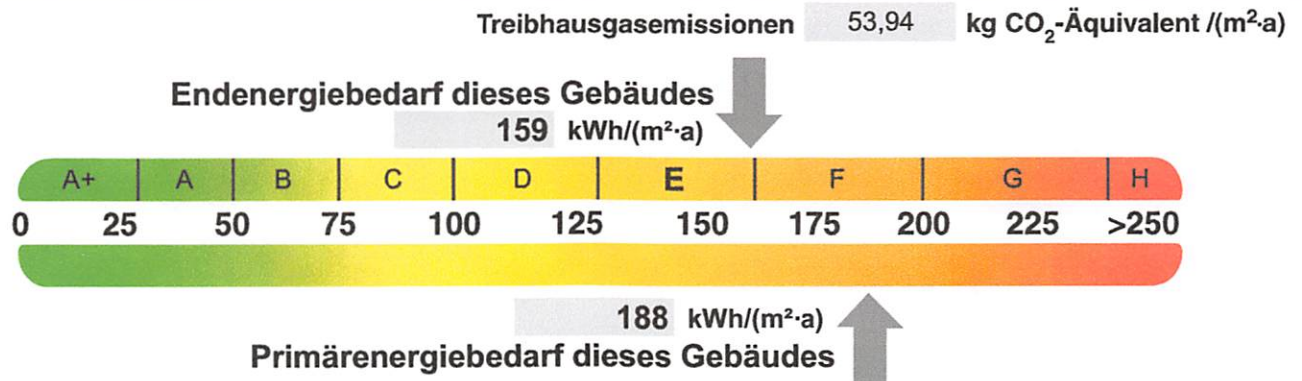 Treibhausgasemissionen 53,94 kg CO₂-Äquivalent /(m²·a)
Endenergiebedarf dieses Gebäudes
159 kWh/(m²·a)
A+ A B C D E F G H
0 25 50 75 100 125 150 175 200 225 >250
188 kWh/(m²·a)
Primärenergiebedarf dieses Gebäudes